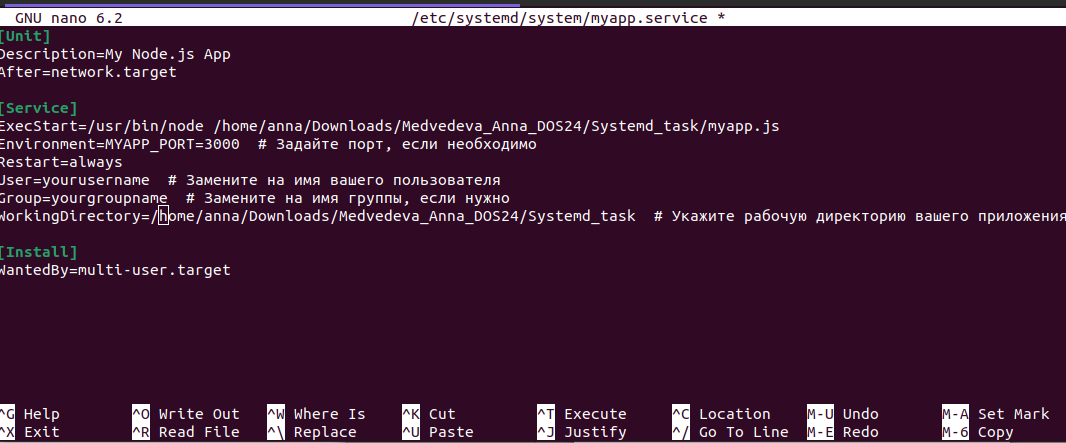 GNU nano 6.2 /etc/systemd/system/myapp.service *
[Unit]
Description=My Node.js App
After=network.target
[Service]
ExecStart=/usr/bin/node /home/anna/Downloads/Medvedeva_Anna_DOS24/Systemd_task/myapp.js
Environment=MYAPP_PORT=3000 # Задайте порт, если необходимо
Restart=always
User=yourusername # Замените на имя вашего пользователя
Group=yourgroupname # Замените на имя группы, если нужно
WorkingDirectory=/home/anna/Downloads/Medvedeva_Anna_DOS24/Systemd_task # Укажите рабочую директорию вашего приложения
[Install]
WantedBy=multi-user.target
^G Help ^O Write Out ^W Where Is ^K Cut ^T Execute ^C Location M-U Undo M-A Set Mark
^X Exit ^R Read File ^\ Replace ^U Paste ^J Justify ^/ Go To Line M-E Redo M-6 Copy